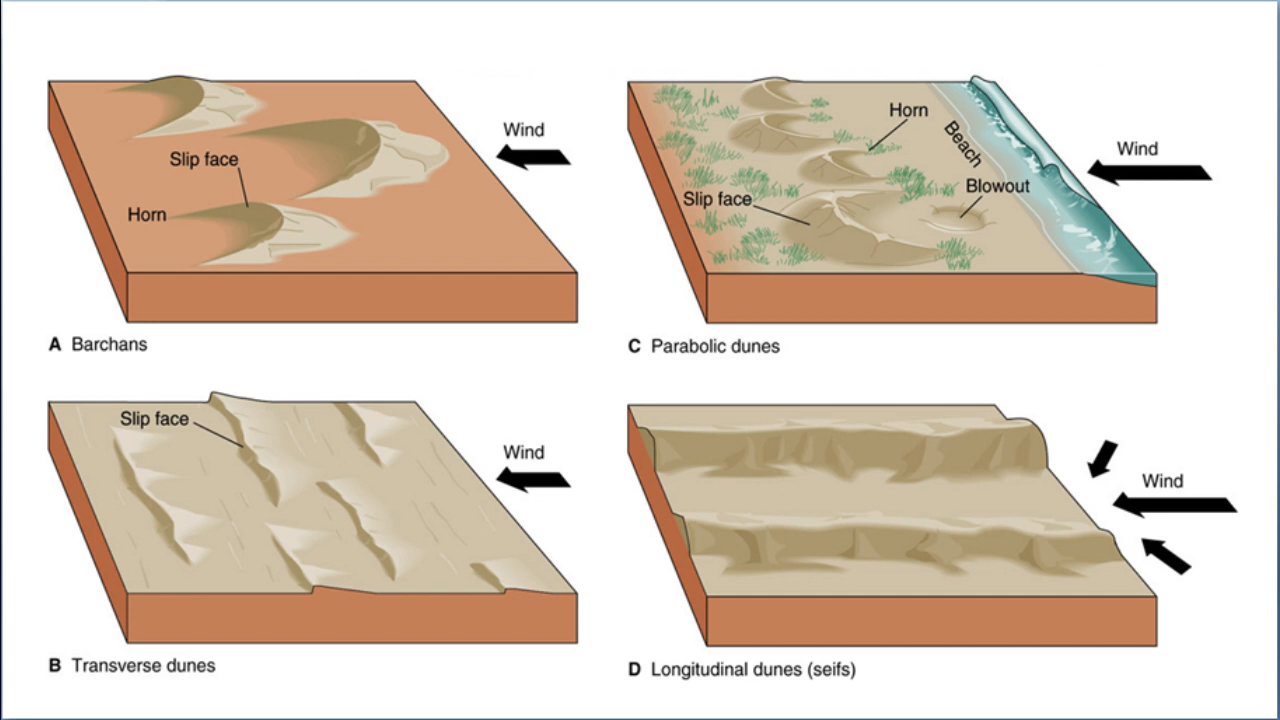 Wind
Slip face
Horn
A Barchans
Horn
Beach
Wind
Blowout
Slip face
C Parabolic dunes
Slip face
Wind
B Transverse dunes
Wind
D Longitudinal dunes (seifs)